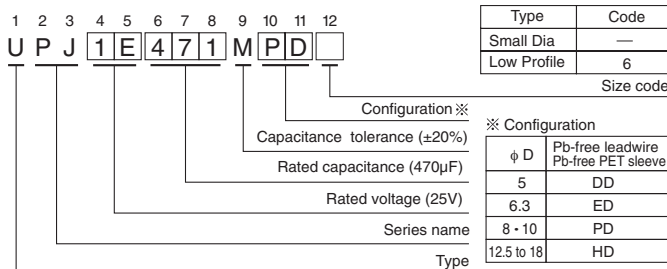 1 2 3 4 5 6 7 8 9 10 11 12
U P J 1 E 4 7 1 M P D
Configuration※
Capacitance tolerance (±20%)
Rated capacitance (470µF)
Rated voltage (25V)
Series name
Type
Type Code
Small Dia —
Low Profile 6
Size code
※ Configuration
ϕ D Pb-free leadwire
Pb-free PET sleeve
5 DD
6.3 ED
8・10 PD
12.5 to 18 HD